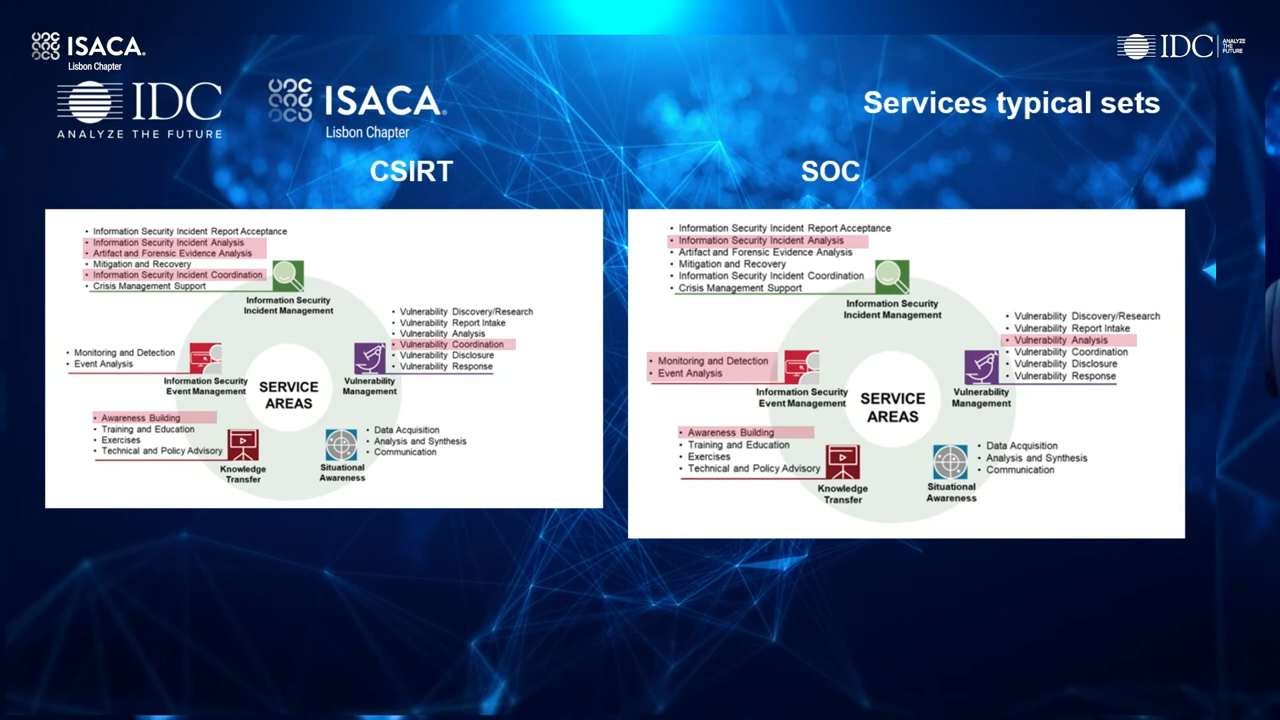 ISACA.
Lisbon Chapter
IDC
ANALYZE
THE
FUTURE
IDC
ANALYZE THE FUTURE
ISACA.
Lisbon Chapter
Services typical sets
CSIRT
SOC
• Information Security Incident Report Acceptance
• Information Security Incident Analysis
• Artifact and Forensic Evidence Analysis
• Mitigation and Recovery
• Information Security Incident Coordination
• Crisis Management Support
Information Security
Incident Management
• Vulnerability Discovery/Research
• Vulnerability Report Intake
• Vulnerability Analysis
• Vulnerability Coordination
• Vulnerability Disclosure
• Vulnerability Response
Vulnerability
Management
• Monitoring and Detection
• Event Analysis
Information Security
Event Management
SERVICE
AREAS
• Awareness Building
• Training and Education
• Exercises
• Technical and Policy Advisory
Knowledge
Transfer
• Data Acquisition
• Analysis and Synthesis
• Communication
Situational
Awareness
• Information Security Incident Report Acceptance
• Information Security Incident Analysis
• Artifact and Forensic Evidence Analysis
• Mitigation and Recovery
• Information Security Incident Coordination
• Crisis Management Support
Information Security
Incident Management
• Vulnerability Discovery/Research
• Vulnerability Report Intake
• Vulnerability Analysis
• Vulnerability Coordination
• Vulnerability Disclosure
• Vulnerability Response
Vulnerability
Management
• Monitoring and Detection
• Event Analysis
Information Security
Event Management
SERVICE
AREAS
• Awareness Building
• Training and Education
• Exercises
• Technical and Policy Advisory
Knowledge
Transfer
• Data Acquisition
• Analysis and Synthesis
• Communication
Situational
Awareness